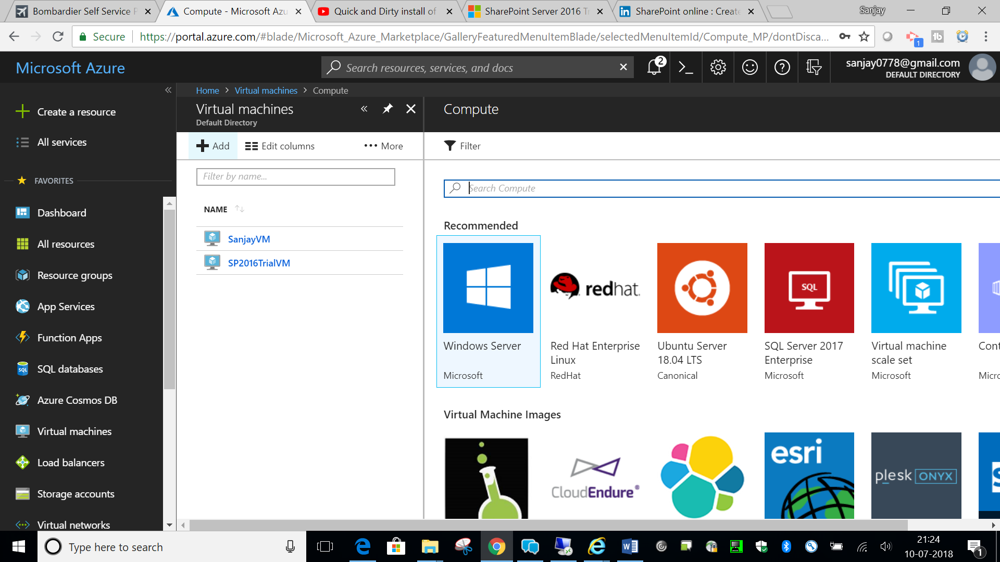 Bombardier Self Service
Compute - Microsoft Azu
Quick and Dirty install of
SharePoint Server 2016 T
SharePoint online : Create
Sanjay
Secure
https://portal.azure.com/#blade/Microsoft_Azure_Marketplace/GalleryFeaturedMenuItemBlade/selectedMenuItemId/Compute_MP/dontDisca...
1
Microsoft Azure
Search resources, services, and docs
2
sanjay0778@gmail.com
DEFAULT DIRECTORY
Home > Virtual machines > Compute
Create a resource
All services
FAVORITES
Dashboard
All resources
Resource groups
App Services
Function Apps
SQL
SQL databases
Azure Cosmos DB
Virtual machines
Load balancers
Storage accounts
Virtual networks
Virtual machines
Default Directory
Add
Edit columns
More
Filter by name...
NAME
SanjayVM
SP2016TrialVM
Compute
Filter
Search Compute
Recommended
redhat.
SQL
Windows Server
Microsoft
Red Hat Enterprise
Linux
RedHat
Ubuntu Server
18.04 LTS
Canonical
SQL Server 2017
Enterprise
Microsoft
Virtual machine
scale set
Microsoft
Cont
Micro
Virtual Machine Images
CloudEndure®
esri
plesk ONYX
Type here to search
21:24
10-07-2018
1